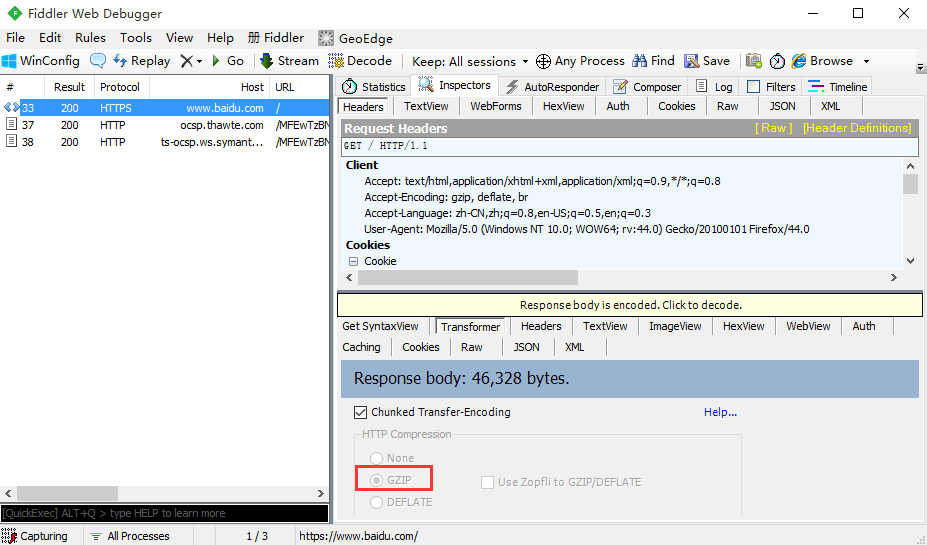 Fiddler Web Debugger
File Edit Rules Tools View Help 册 Fiddler GeoEdge
WinConfig Replay Go Stream Decode Keep: All sessions Any Process Find Save Browse
# Result Protocol Host URL
33 200 HTTPS www.baidu.com /
37 200 HTTP ocsp.thawte.com /MFEwTzBN
38 200 HTTP ts-ocsp.ws.symant... /MFEwTzBN
[QuickExec] ALT+Q > type HELP to learn more
Statistics Inspectors AutoResponder Composer Log Filters Timeline
Headers TextView WebForms HexView Auth Cookies Raw JSON XML
Request Headers [ Raw ] [Header Definitions]
GET / HTTP/1.1
Client
Accept: text/html,application/xhtml+xml,application/xml;q=0.9,*/*;q=0.8
Accept-Encoding: gzip, deflate, br
Accept-Language: zh-CN,zh;q=0.8,en-US;q=0.5,en;q=0.3
User-Agent: Mozilla/5.0 (Windows NT 10.0; WOW64; rv:44.0) Gecko/20100101 Firefox/44.0
Cookies
Cookie
Response body is encoded. Click to decode.
Get SyntaxView Transformer Headers TextView ImageView HexView WebView Auth
Caching Cookies Raw JSON XML
Response body: 46,328 bytes.
Chunked Transfer-Encoding Help...
HTTP Compression
None
GZIP Use Zopfli to GZIP/DEFLATE
DEFLATE
Capturing All Processes 1 / 3 https://www.baidu.com/